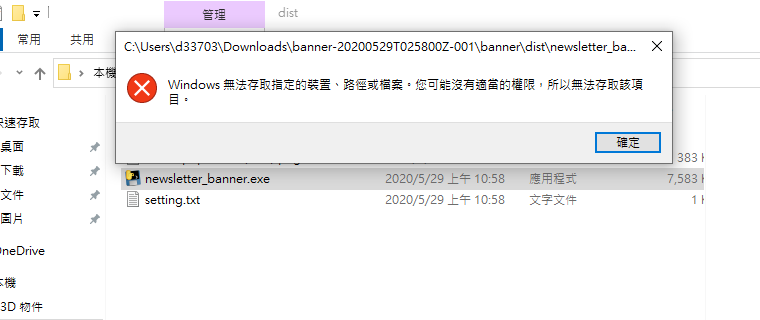 管理
dist
常用
共用
C:\Users\d33703\Downloads\banner-20200529T025800Z-001\banner\dist\newsletter_ba...
Windows 無法存取指定的裝置、路徑或檔案。您可能沒有適當的權限，所以無法存取該項
目。
確定
本機
速存取
桌面
下載
文件
圖片
OneDrive
本機
3D 物件
383 K
newsletter_banner.exe 2020/5/29 上午 10:58 應用程式 7,583 K
setting.txt 2020/5/29 上午 10:58 文字文件 1 K